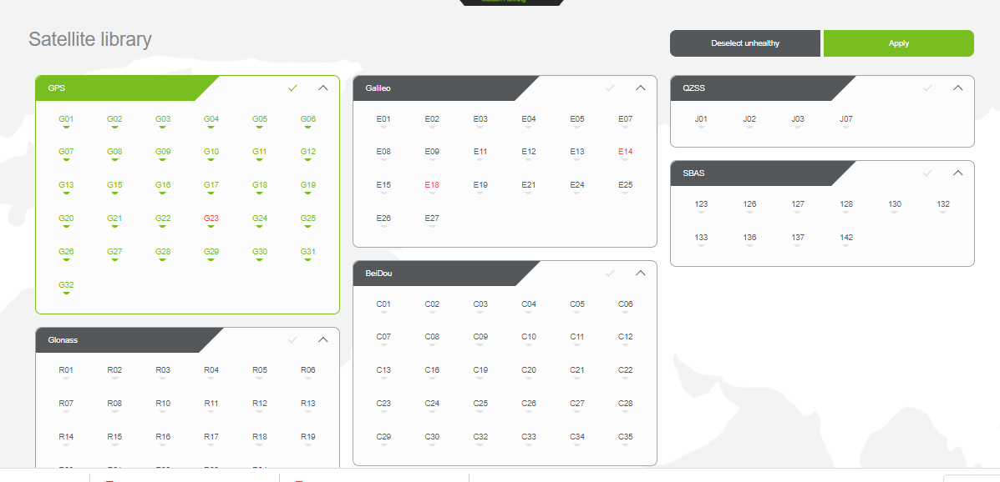 Satellite library
Deselect unhealthy
Apply
GPS
G01 G02 G03 G04 G05 G06
G07 G08 G09 G10 G11 G12
G13 G15 G16 G17 G18 G19
G20 G21 G22 G23 G24 G25
G26 G27 G28 G29 G30 G31
G32
Glonass
R01 R02 R03 R04 R05 R06
R07 R08 R10 R11 R12 R13
R14 R15 R16 R17 R18 R19
Galileo
E01 E02 E03 E04 E05 E07
E08 E09 E11 E12 E13 E14
E15 E18 E19 E21 E24 E25
E26 E27
BeiDou
C01 C02 C03 C04 C05 C06
C07 C08 C09 C10 C11 C12
C13 C16 C19 C20 C21 C22
C23 C24 C25 C26 C27 C28
C29 C30 C32 C33 C34 C35
QZSS
J01 J02 J03 J07
SBAS
123 126 127 128 130 132
133 136 137 142